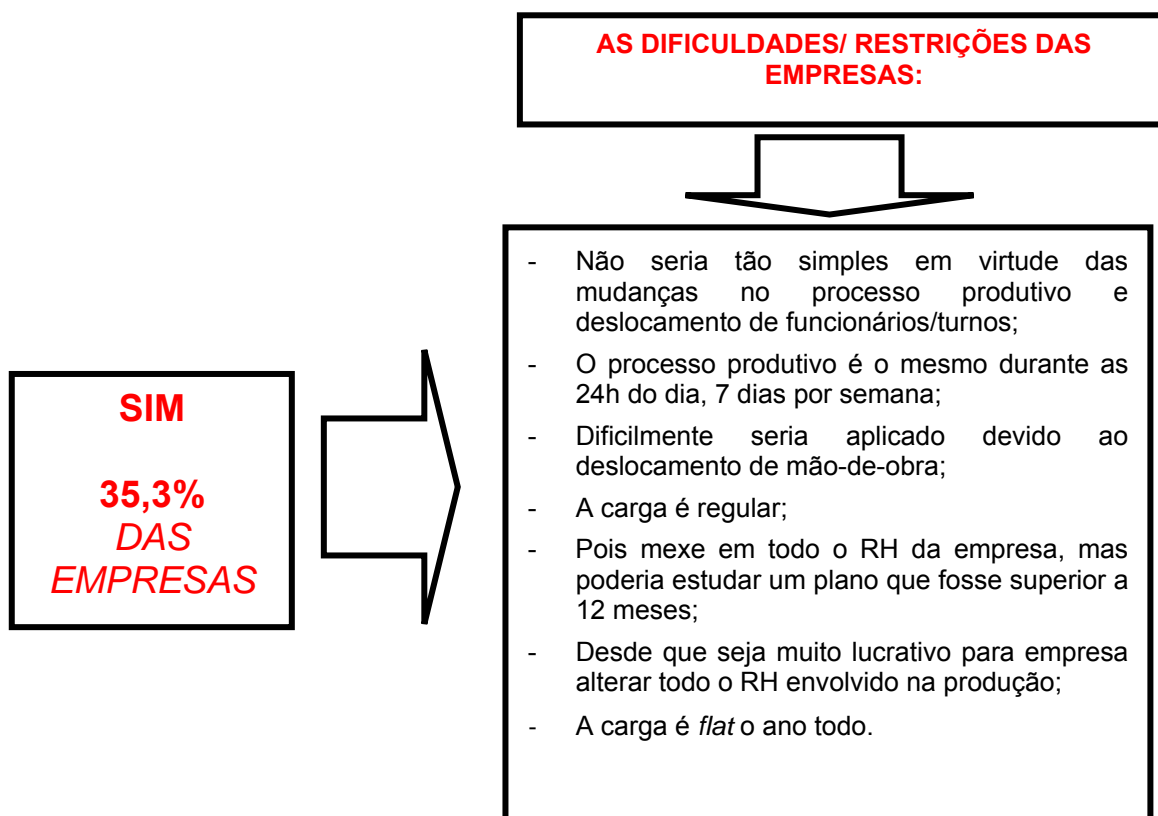 AS DIFICULDADES/ RESTRIÇÕES DAS
EMPRESAS:
SIM
35,3%
DAS
EMPRESAS
- Não seria tão simples em virtude das
mudanças no processo produtivo e
deslocamento de funcionários/turnos;
- O processo produtivo é o mesmo durante as
24h do dia, 7 dias por semana;
- Dificilmente seria aplicado devido ao
deslocamento de mão-de-obra;
- A carga é regular;
- Pois mexe em todo o RH da empresa, mas
poderia estudar um plano que fosse superior a
12 meses;
- Desde que seja muito lucrativo para empresa
alterar todo o RH envolvido na produção;
- A carga é flat o ano todo.